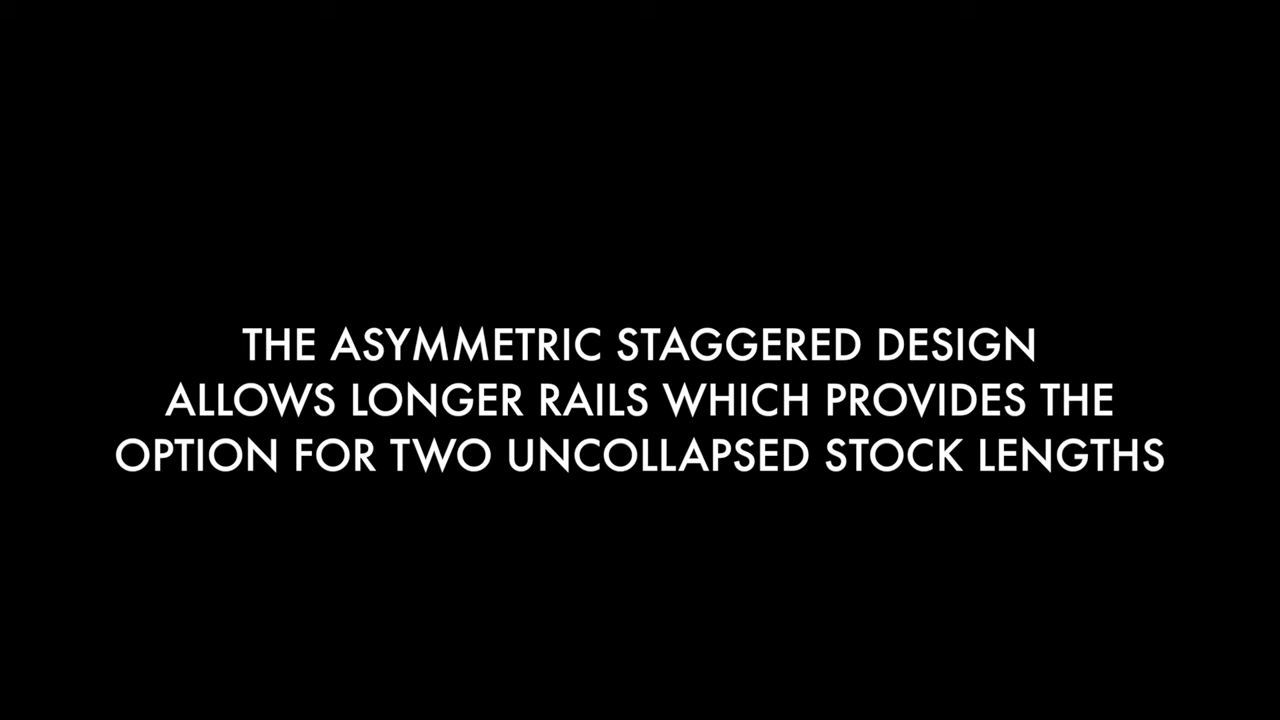 THE ASYMMETRIC STAGGERED DESIGN
ALLOWS LONGER RAILS WHICH PROVIDES THE
OPTION FOR TWO UNCOLLAPSED STOCK LENGTHS